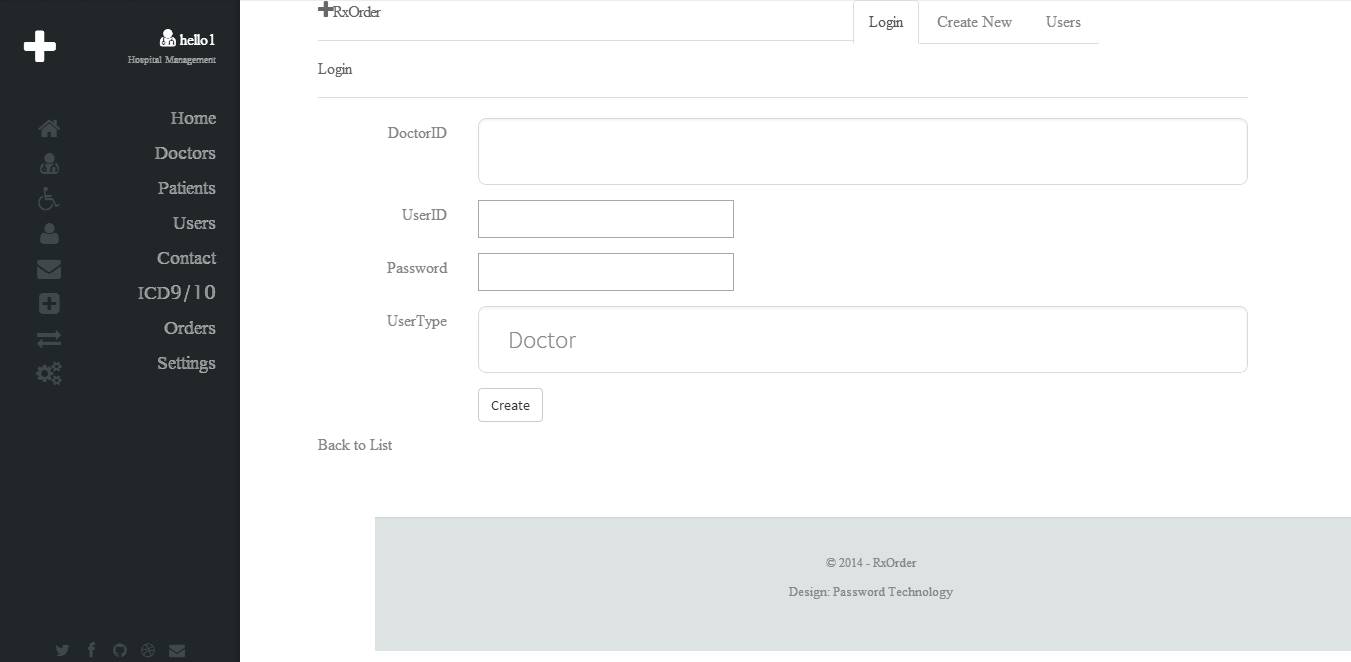 hello1
Hospital Management
Home
Doctors
Patients
Users
Contact
ICD9/10
Orders
Settings
RxOrder
Login
Create New
Users
Login
DoctorID
UserID
Password
UserType
Doctor
Create
Back to List
© 2014 - RxOrder
Design: Password Technology